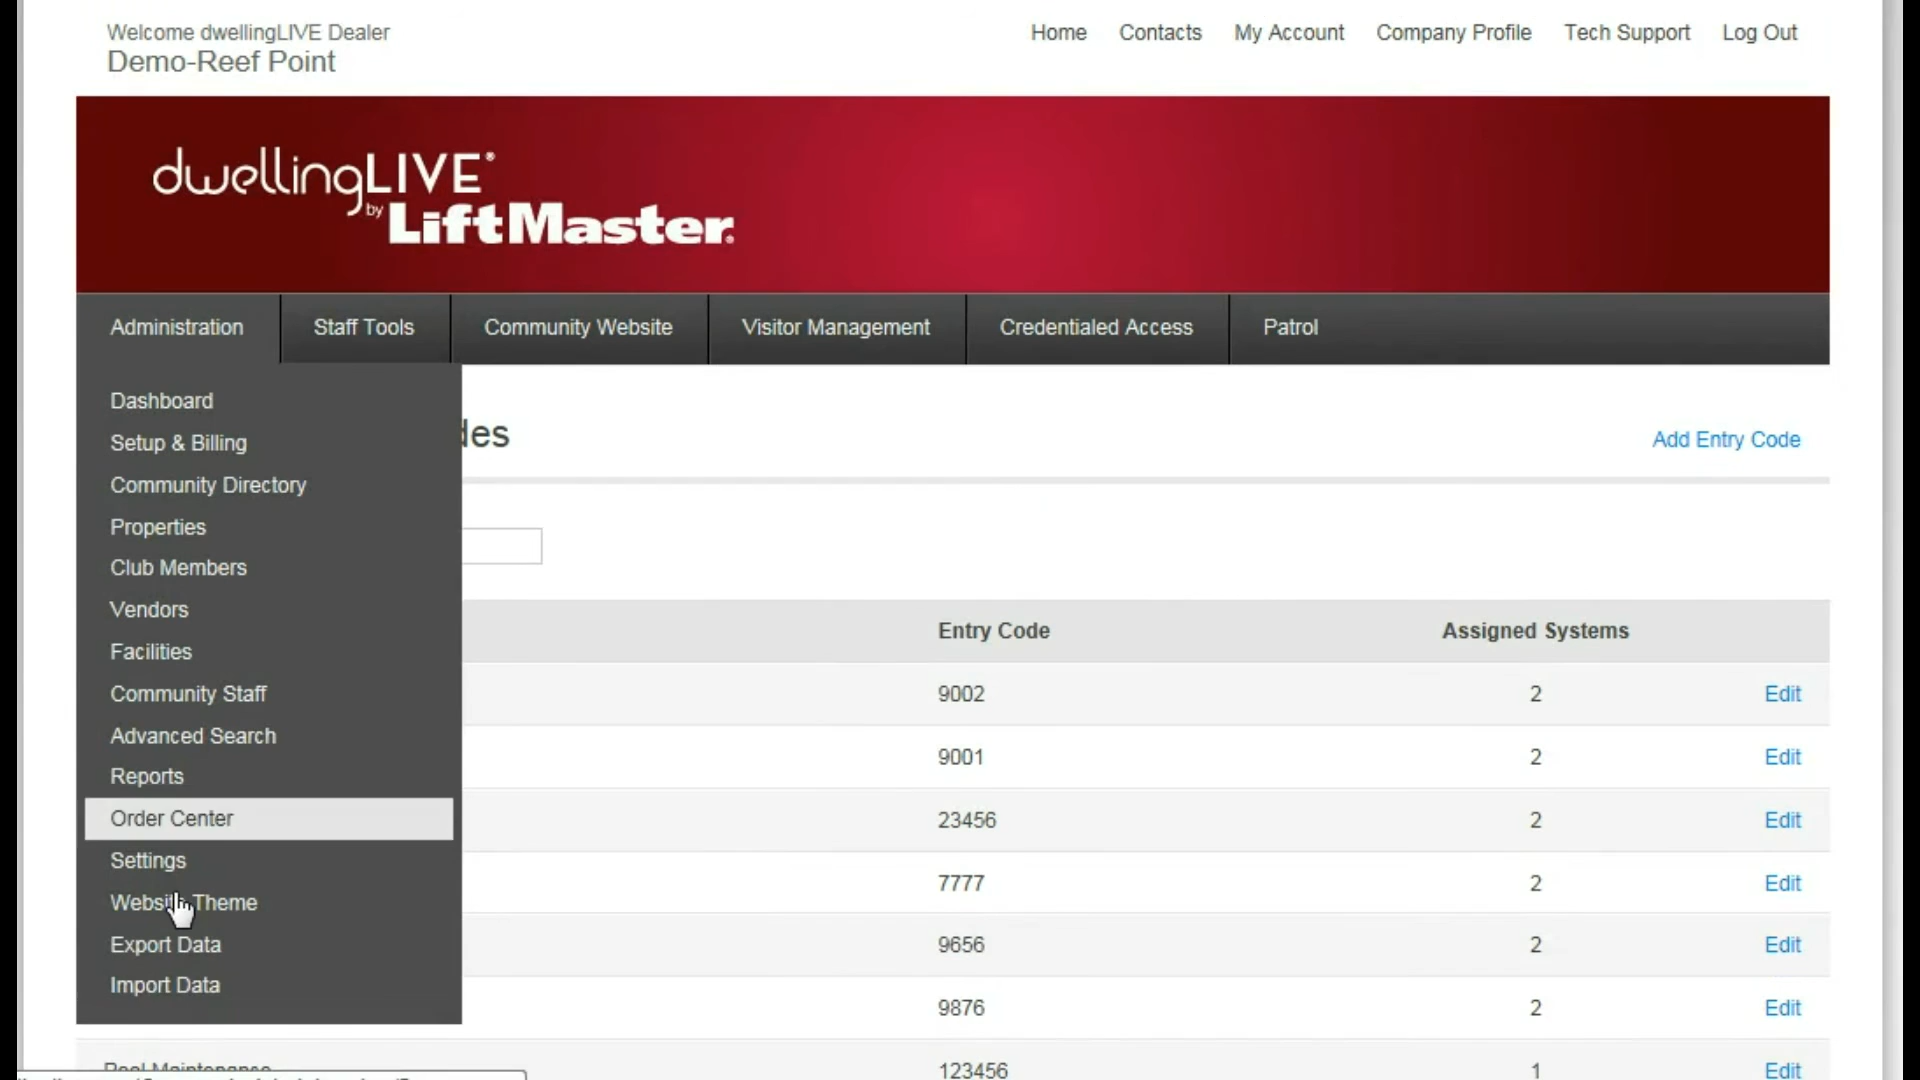 Welcome dwellingLIVE Dealer
Demo-Reef Point
Home Contacts My Account Company Profile Tech Support Log Out
dwellingLIVE®
by LiftMaster.
Administration Staff Tools Community Website Visitor Management Credentialed Access Patrol
Dashboard
des Add Entry Code
Setup & Billing
Community Directory
Properties
Club Members
Vendors
Entry Code Assigned Systems
Facilities
Community Staff
9002 2 Edit
Advanced Search
9001 2 Edit
Reports
Order Center
23456 2 Edit
Settings
7777 2 Edit
Website Theme
Export Data
9656 2 Edit
Import Data
9876 2 Edit
Pool Maintenance 123456 1 Edit